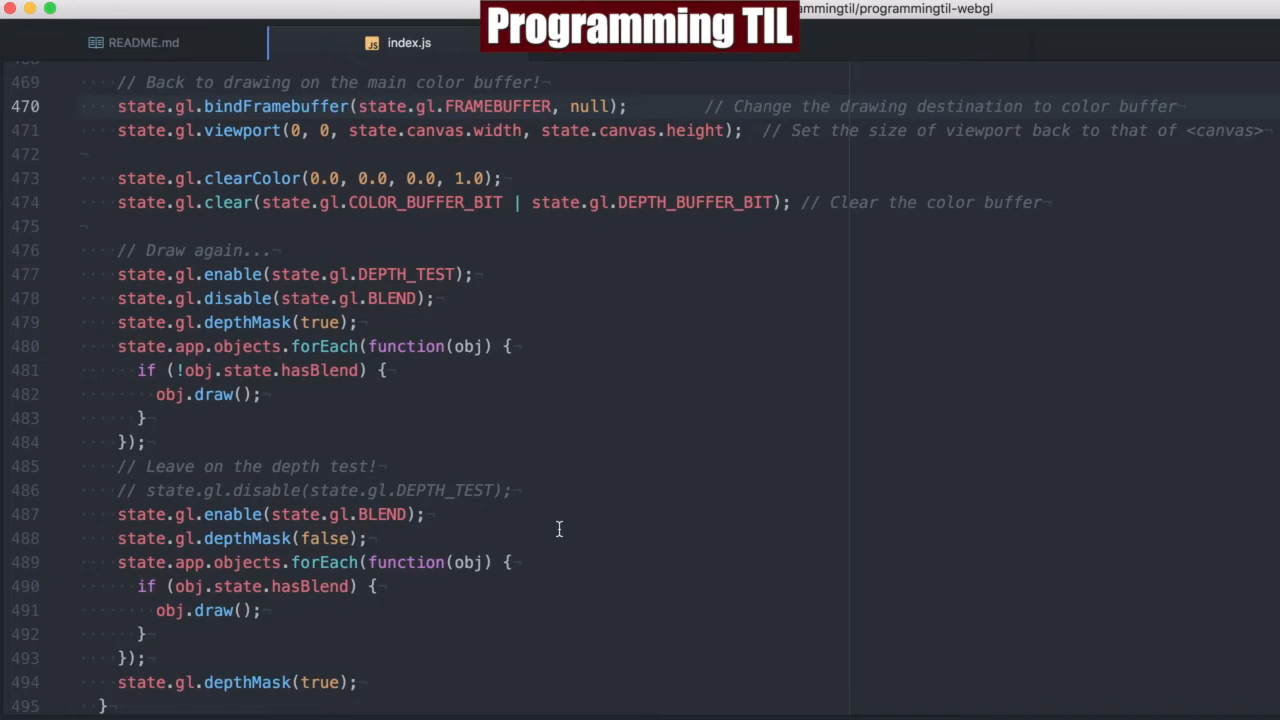 Programming TIL
mmingtil/programmingtil-webgl
README.md
JS index.js
469 // Back to drawing on the main color buffer!
470 state.gl.bindFramebuffer(state.gl.FRAMEBUFFER, null); // Change the drawing destination to color buffer
471 state.gl.viewport(0, 0, state.canvas.width, state.canvas.height); // Set the size of viewport back to that of <canvas>
472
473 state.gl.clearColor(0.0, 0.0, 0.0, 1.0);
474 state.gl.clear(state.gl.COLOR_BUFFER_BIT | state.gl.DEPTH_BUFFER_BIT); // Clear the color buffer
475
476 // Draw again...
477 state.gl.enable(state.gl.DEPTH_TEST);
478 state.gl.disable(state.gl.BLEND);
479 state.gl.depthMask(true);
480 state.app.objects.forEach(function(obj) {
481 if (!obj.state.hasBlend) {
482 obj.draw();
483 }
484 });
485 // Leave on the depth test!
486 // state.gl.disable(state.gl.DEPTH_TEST);
487 state.gl.enable(state.gl.BLEND);
488 state.gl.depthMask(false);
489 state.app.objects.forEach(function(obj) {
490 if (obj.state.hasBlend) {
491 obj.draw();
492 }
493 });
494 state.gl.depthMask(true);
495 }